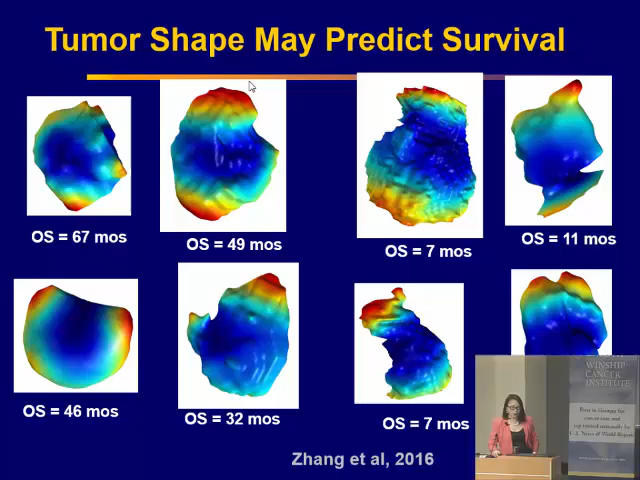 Tumor Shape May Predict Survival
OS = 67 mos
OS = 49 mos
OS = 7 mos
OS = 11 mos
OS = 46 mos
OS = 32 mos
OS = 7 mos
Zhang et al, 2016
WINSHIP
CANCER
INSTITUTE